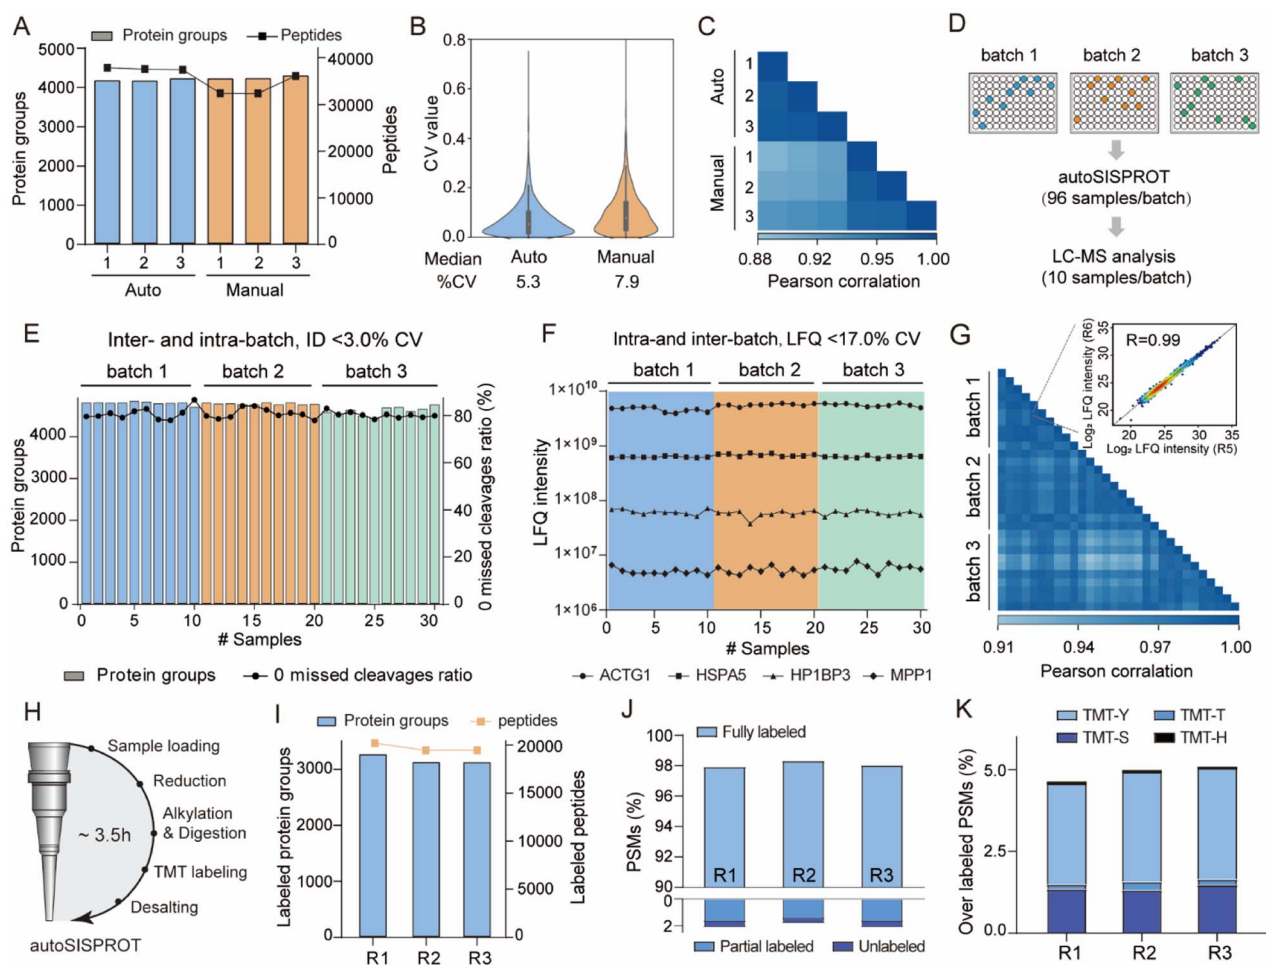 A
Protein groups
Peptides
5000
4000
3000
2000
1000
0
Protein groups
40000
30000
20000
10000
0
Peptides
1 2 3 1 2 3
Auto Manual
B
0.8
0.6
0.4
0.2
0.0
CV value
Auto Manual
Median
%CV
5.3 7.9
C
Auto
1
2
3
Manual
1
2
3
0.88 0.92 0.95 1.00
Pearson corralation
D
batch 1 batch 2 batch 3
autoSISPROT
(96 samples/batch)
LC-MS analysis
(10 samples/batch)
E
Inter- and intra-batch, ID <3.0% CV
batch 1 batch 2 batch 3
4000
3000
2000
1000
0
Protein groups
80
60
40
20
0
0 missed cleavages ratio (%)
0 5 10 15 20 25 30
# Samples
Protein groups 0 missed cleavages ratio
F
Intra-and inter-batch, LFQ <17.0% CV
batch 1 batch 2 batch 3
1×10¹⁰
1×10⁹
1×10⁸
1×10⁷
1×10⁶
LFQ intensity
0 5 10 15 20 25 30
# Samples
ACTG1 HSPA5 HP1BP3 MPP1
G
batch 1
batch 2
batch 3
R=0.99
35
30
25
20
Log₂ LFQ intensity (R6)
20 25 30 35
Log₂ LFQ intensity (R5)
0.91 0.94 0.97 1.00
Pearson corralation
H
Sample loading
Reduction
Alkylation
& Digestion
TMT labeling
Desalting
~ 3.5h
autoSISPROT
I
Protein groups peptides
3000
2000
1000
0
Labeled protein groups
20000
15000
10000
5000
0
Labeled peptides
R1 R2 R3
J
Fully labeled
100
98
96
94
92
90
0
2
PSMs (%)
R1 R2 R3
Partial labeled Unlabeled
K
TMT-Y TMT-T
TMT-S TMT-H
5.0
2.5
0.0
Over labeled PSMs (%)
R1 R2 R3